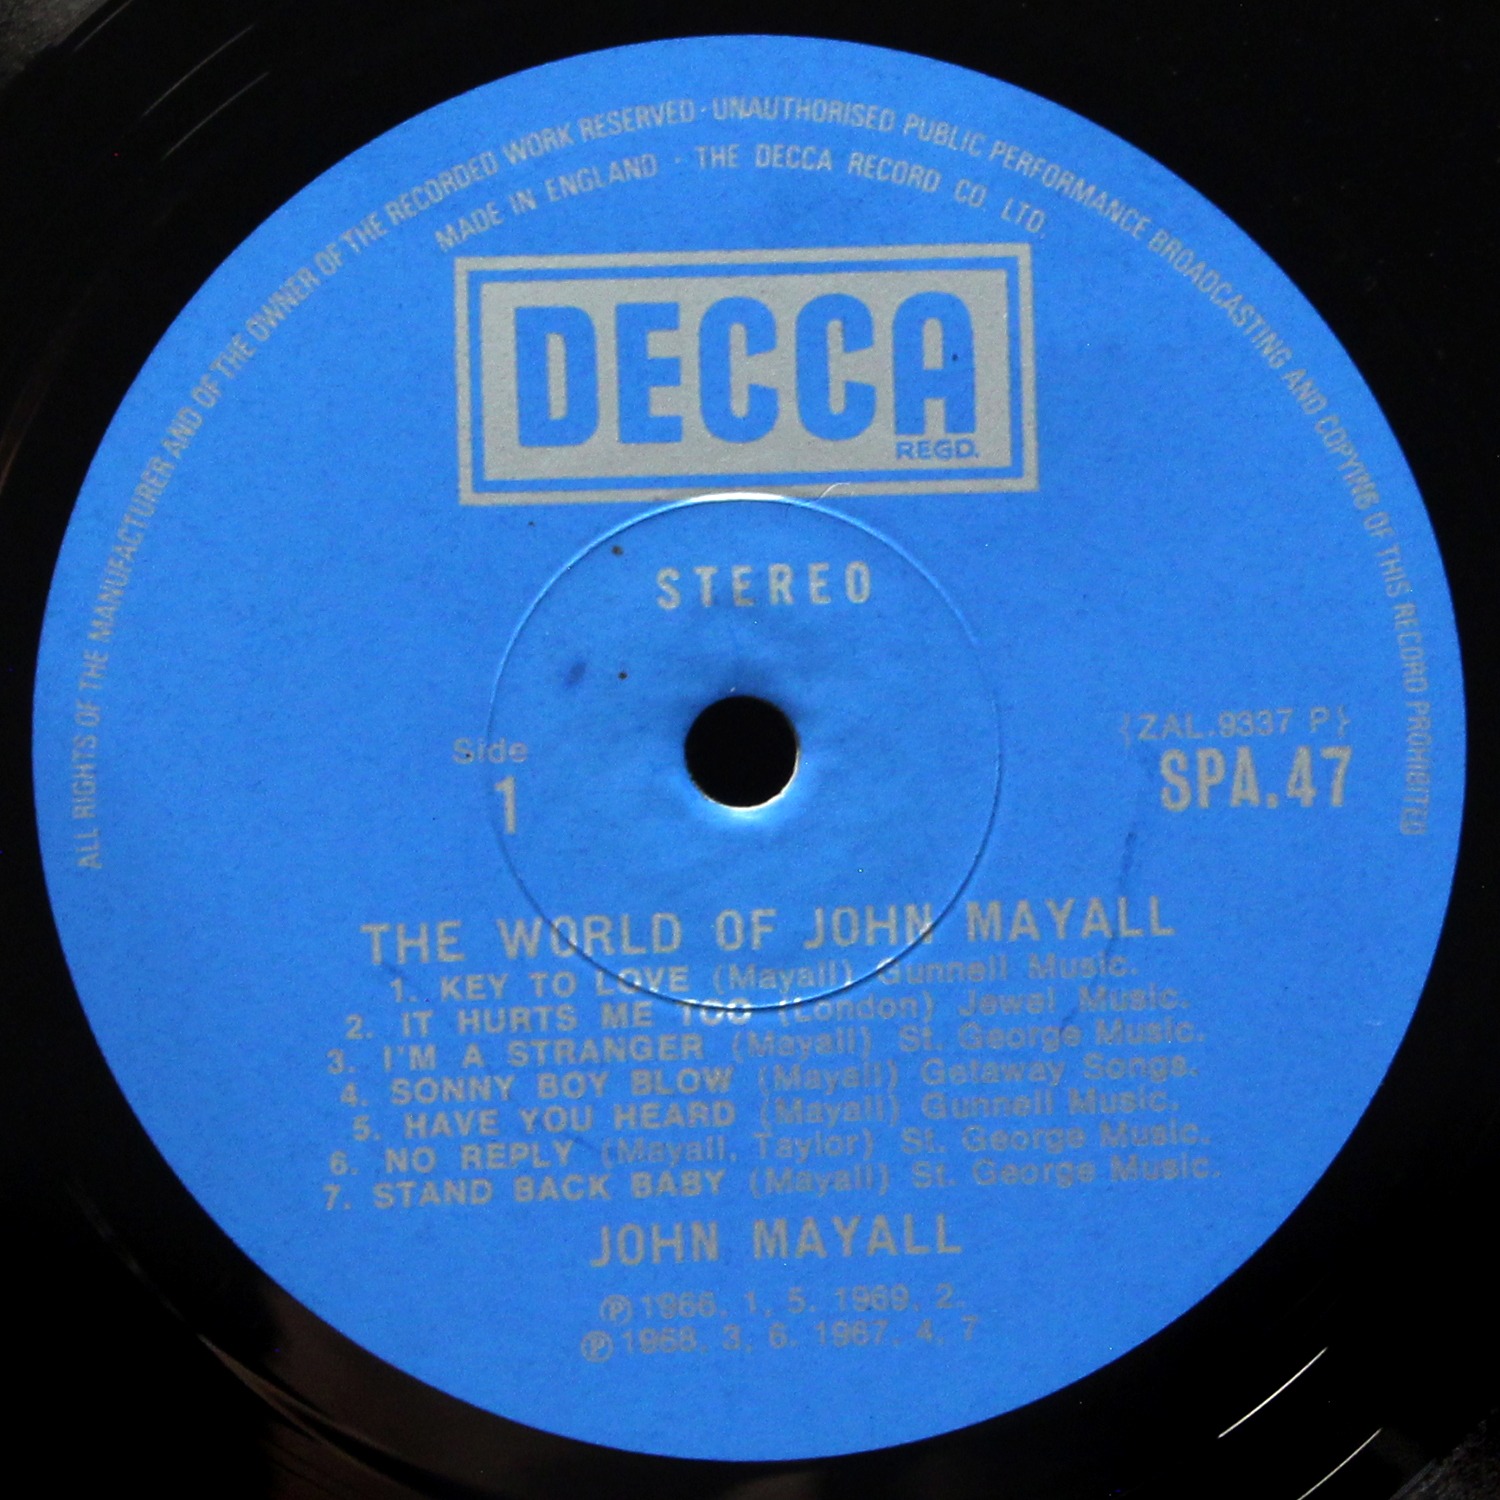 ALL RIGHTS OF THE MANUFACTURER AND OF THE OWNER OF THE RECORDED WORK RESERVED · UNAUTHORISED PUBLIC PERFORMANCE BROADCASTING AND COPYING OF THIS RECORD PROHIBITED
MADE IN ENGLAND · THE DECCA RECORD CO. LTD.
DECCA
REGD.
STEREO
Side
1
{ZAL.9337 P}
SPA.47
THE WORLD OF JOHN MAYALL
1. KEY TO LOVE (Mayall) Gunnell Music.
2. IT HURTS ME TOO (London) Jewel Music.
3. I'M A STRANGER (Mayall) St. George Music.
4. SONNY BOY BLOW (Mayall) Getaway Songs.
5. HAVE YOU HEARD (Mayall) Gunnell Music.
6. NO REPLY (Mayall, Taylor) St. George Music.
7. STAND BACK BABY (Mayall) St. George Music.
JOHN MAYALL
℗ 1966. 1, 5. 1969, 2.
℗ 1968. 3, 6. 1967, 4, 7